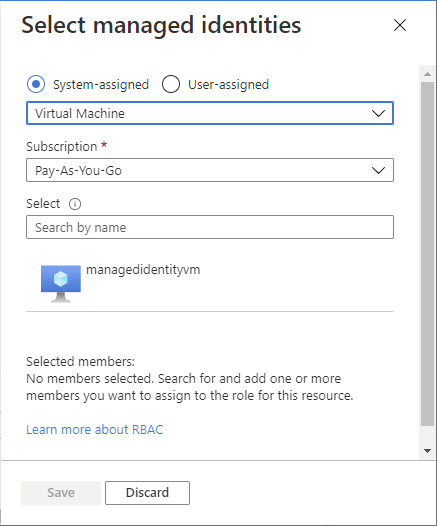 Select managed identities
System-assigned User-assigned
Virtual Machine
Subscription *
Pay-As-You-Go
Select
Search by name
managedidentityvm
Selected members:
No members selected. Search for and add one or more
members you want to assign to the role for this resource.
Learn more about RBAC
Save Discard